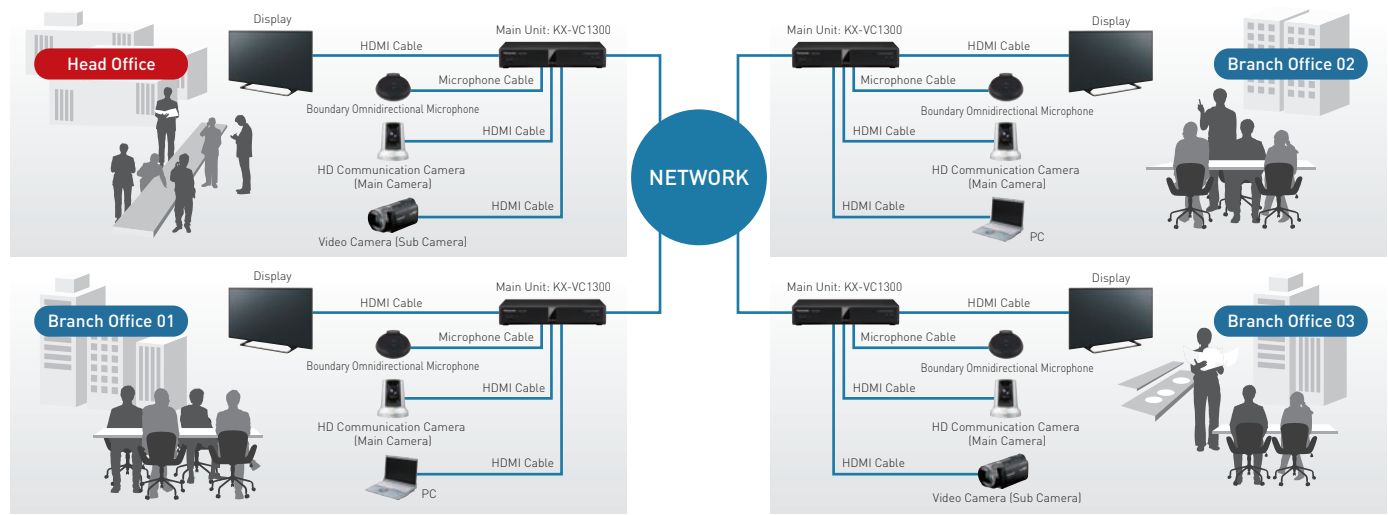 Head Office
Display
HDMI Cable
Main Unit: KX-VC1300
Microphone Cable
Boundary Omnidirectional Microphone
HDMI Cable
HD Communication Camera
(Main Camera)
HDMI Cable
Video Camera (Sub Camera)
NETWORK
Main Unit: KX-VC1300
HDMI Cable
Display
Branch Office 02
Microphone Cable
Boundary Omnidirectional Microphone
HDMI Cable
HD Communication Camera
(Main Camera)
HDMI Cable
PC
Branch Office 01
Display
HDMI Cable
Main Unit: KX-VC1300
Microphone Cable
Boundary Omnidirectional Microphone
HDMI Cable
HD Communication Camera
(Main Camera)
HDMI Cable
PC
Main Unit: KX-VC1300
HDMI Cable
Display
Branch Office 03
Microphone Cable
Boundary Omnidirectional Microphone
HDMI Cable
HD Communication Camera
(Main Camera)
HDMI Cable
Video Camera (Sub Camera)